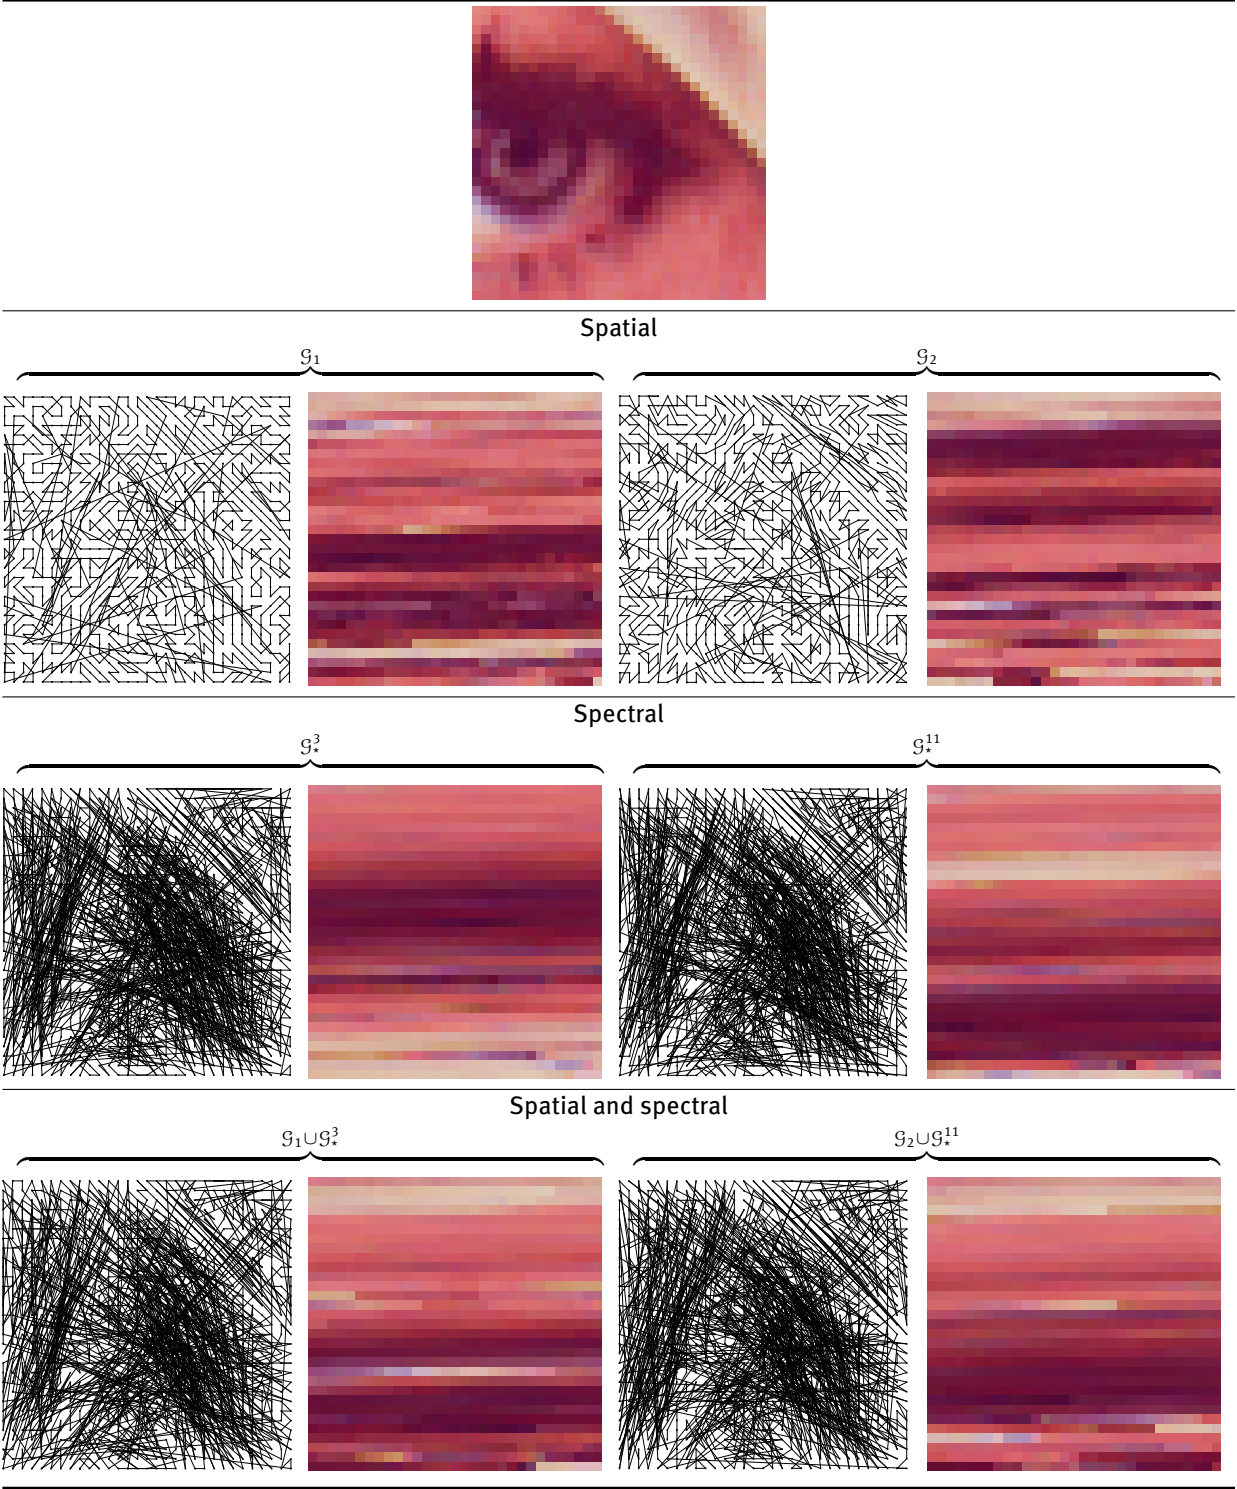 Spatial
𝒢₁ 𝒢₂
Spectral
𝒢⋆³ 𝒢⋆¹¹
Spatial and spectral
𝒢₁∪𝒢⋆³ 𝒢₂∪𝒢⋆¹¹